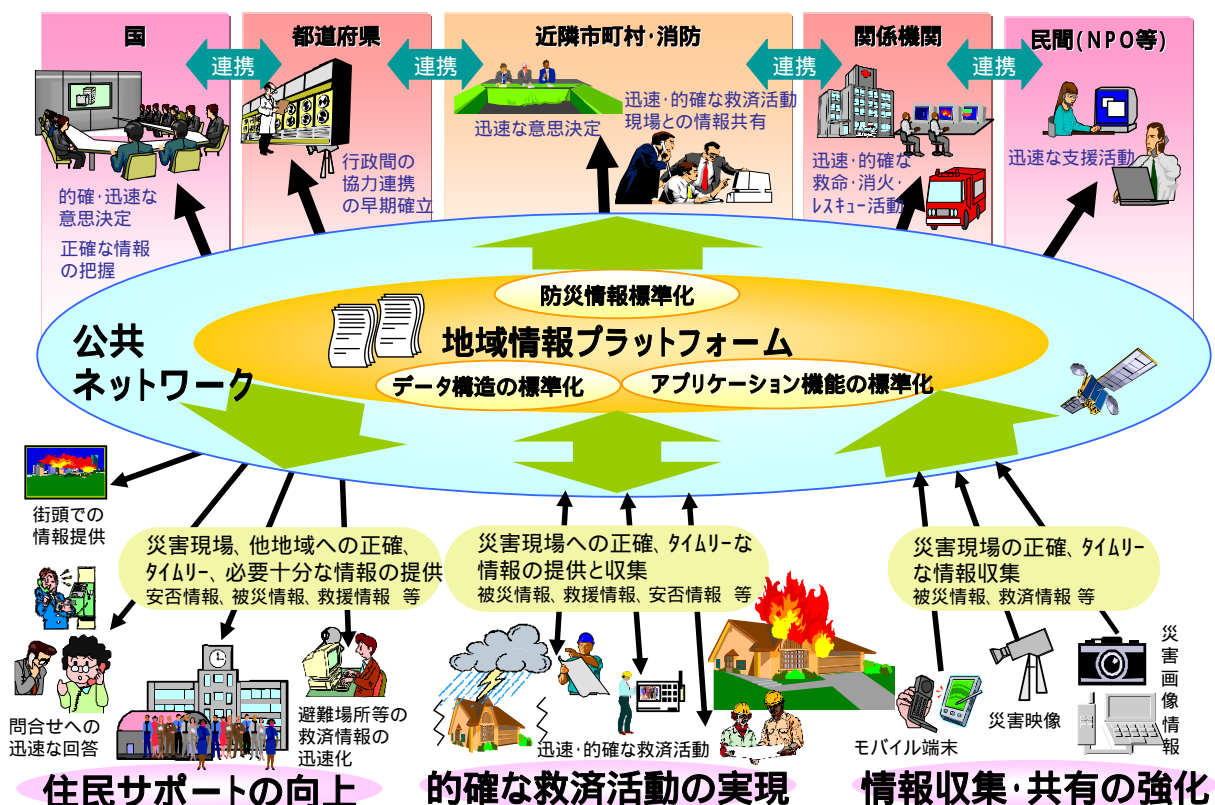 国
都道府県
近隣市町村・消防
関係機関
民間(NPO等)
連携
連携
連携
連携
的確・迅速な
意思決定
正確な情報
の把握
行政間の
協力連携
の早期確立
迅速な意思決定
迅速・的確な救済活動
現場との情報共有
迅速・的確な
救命・消火・
ﾚｽｷｭｰ活動
迅速な支援活動
防災情報標準化
地域情報プラットフォーム
データ構造の標準化
アプリケーション機能の標準化
公共
ネットワーク
街頭での
情報提供
災害現場、他地域への正確、
ﾀｲﾑﾘｰ、必要十分な情報の提供
安否情報、被災情報、救援情報 等
災害現場への正確、ﾀｲﾑﾘｰな
情報の提供と収集
被災情報、救援情報、安否情報 等
災害現場の正確、ﾀｲﾑﾘｰ
な情報収集
被災情報、救済情報 等
問合せへの
迅速な回答
避難場所等の
救済情報の
迅速化
迅速・的確な救済活動
モバイル端末
災害映像
災害画像情報
住民サポートの向上
的確な救済活動の実現
情報収集・共有の強化